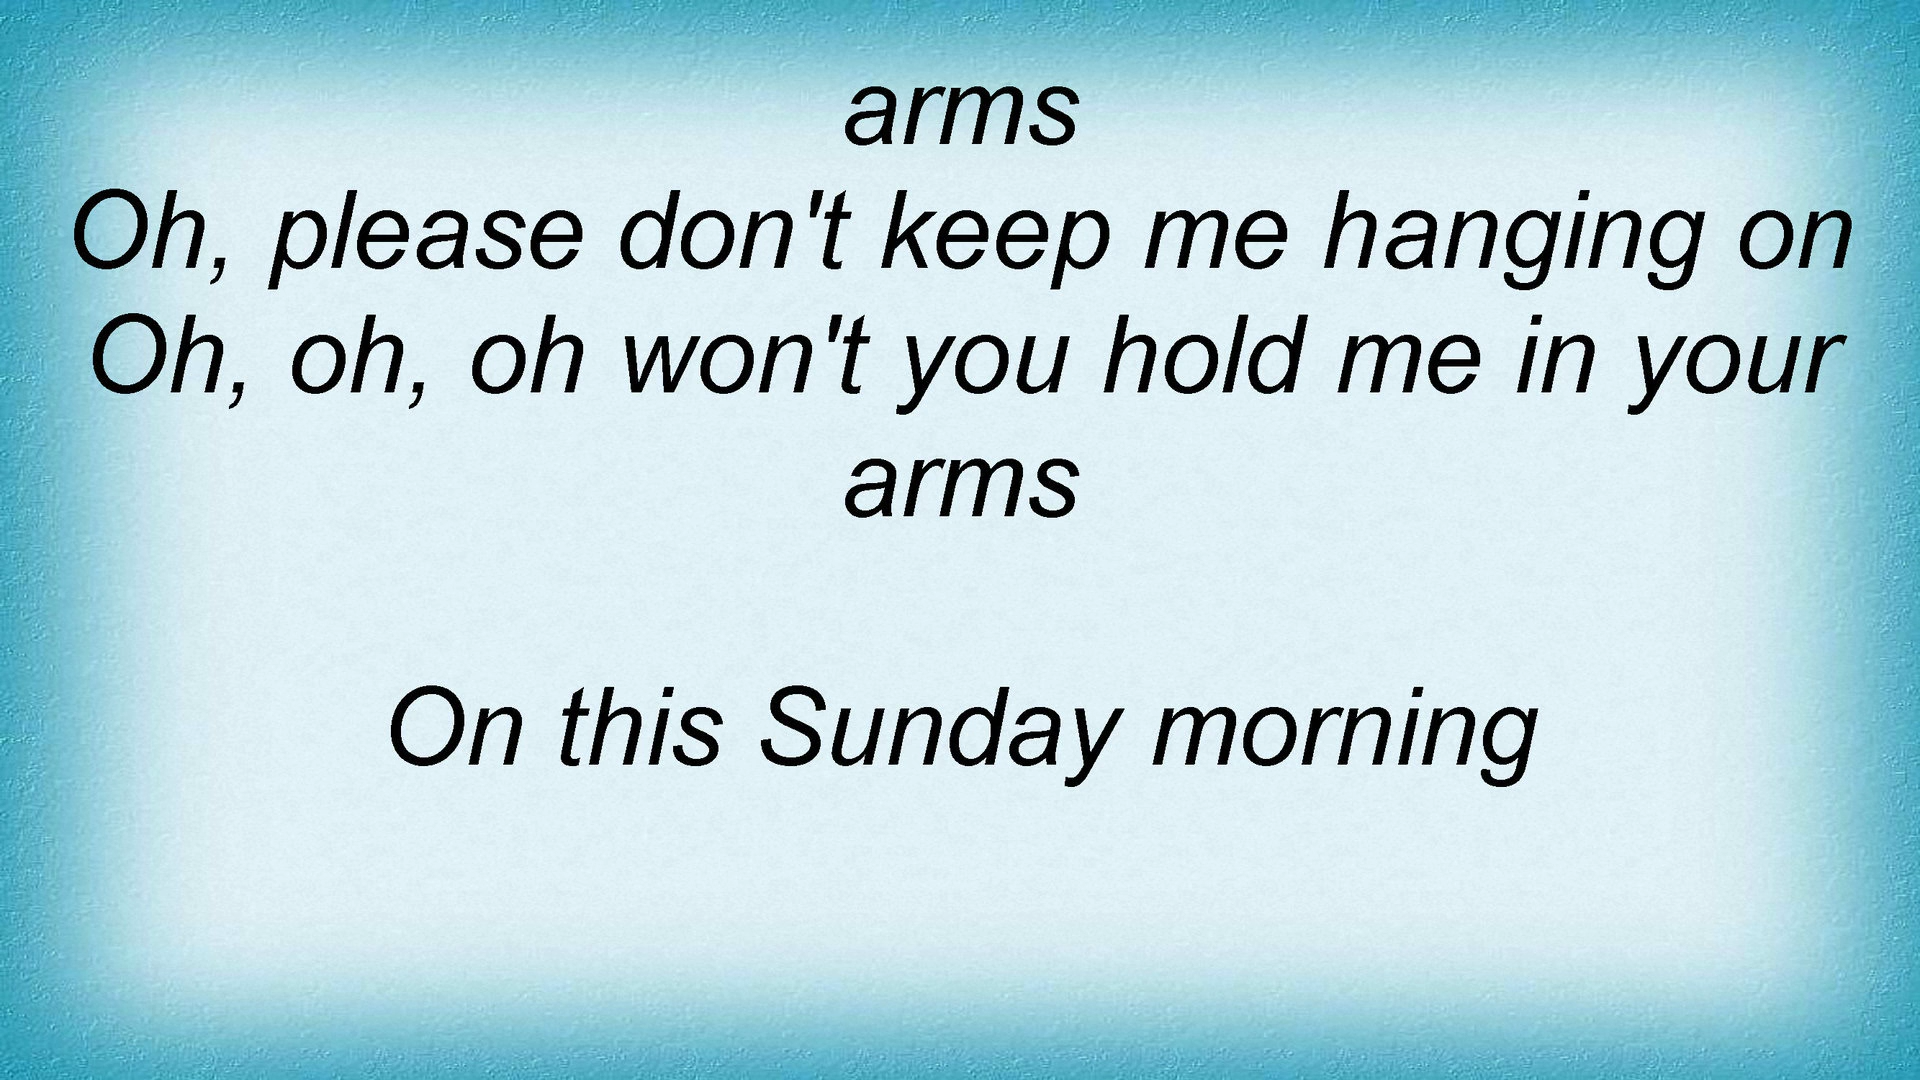 arms
Oh, please don't keep me hanging on
Oh, oh, oh won't you hold me in your
arms
On this Sunday morning